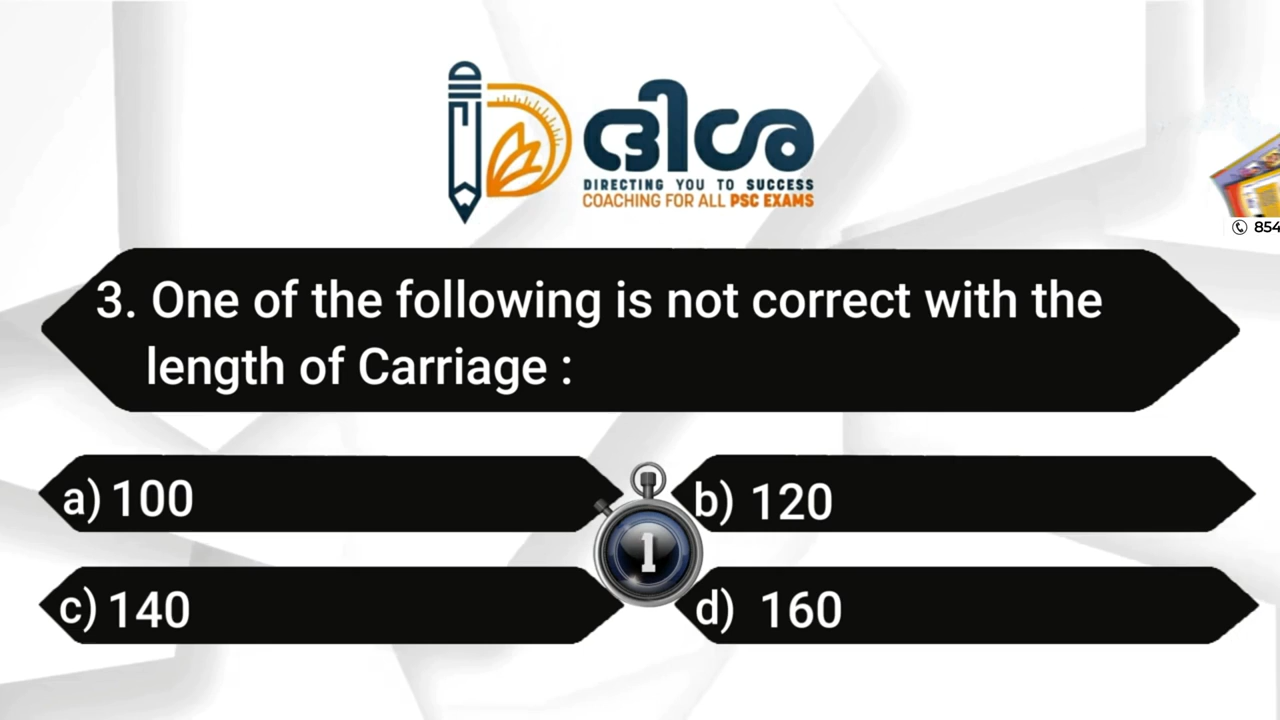 ദിശ
DIRECTING YOU TO SUCCESS
COACHING FOR ALL PSC EXAMS
854
3. One of the following is not correct with the
length of Carriage :
a) 100
b) 120
1
c) 140
d) 160